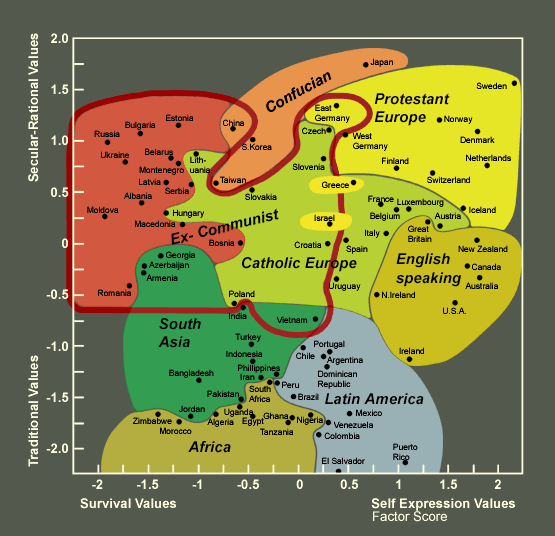 2.0
1.5
1.0
0.5
0
-0.5
-1.0
-1.5
-2.0
Secular-Rational Values
Traditional Values
Japan
Confucian
Sweden
East
Germany
Protestant
Europe
Bulgaria
Estonia
China
Russia
S.Korea
Czech
West
Germany
Norway
Denmark
Ukraine
Belarus
Lith-
uania
Montenegro
Slovenia
Finland
Netherlands
Latvia
Serbia
Taiwan
Slovakia
Greece
Switzerland
Albania
Moldova
Hungary
Macedonia
Ex- Communist
France
Luxembourg
Belgium
Iceland
Austria
Israel
Great
Britain
Bosnia
Croatia
Spain
Italy
New Zealand
Georgia
Azerbaijan
Armenia
Catholic Europe
English
speaking
Canada
Australia
Romania
Poland
India
Uruguay
N.Ireland
U.S.A.
Vietnam
South
Asia
Turkey
Indonesia
Philippines
Iran
Bangladesh
Portugal
Chile
Argentina
Dominican
Republic
Ireland
Pakistan
South
Africa
Peru
Brazil
Latin America
Zimbabwe
Morocco
Jordan
Algeria
Uganda
Egypt
Ghana
Tanzania
Nigeria
Mexico
Venezuela
Colombia
Africa
El Salvador
Puerto
Rico
-2
-1.5
-1
-0.5
0
0.5
1
1.5
2
Survival Values
Self Expression Values
Factor Score